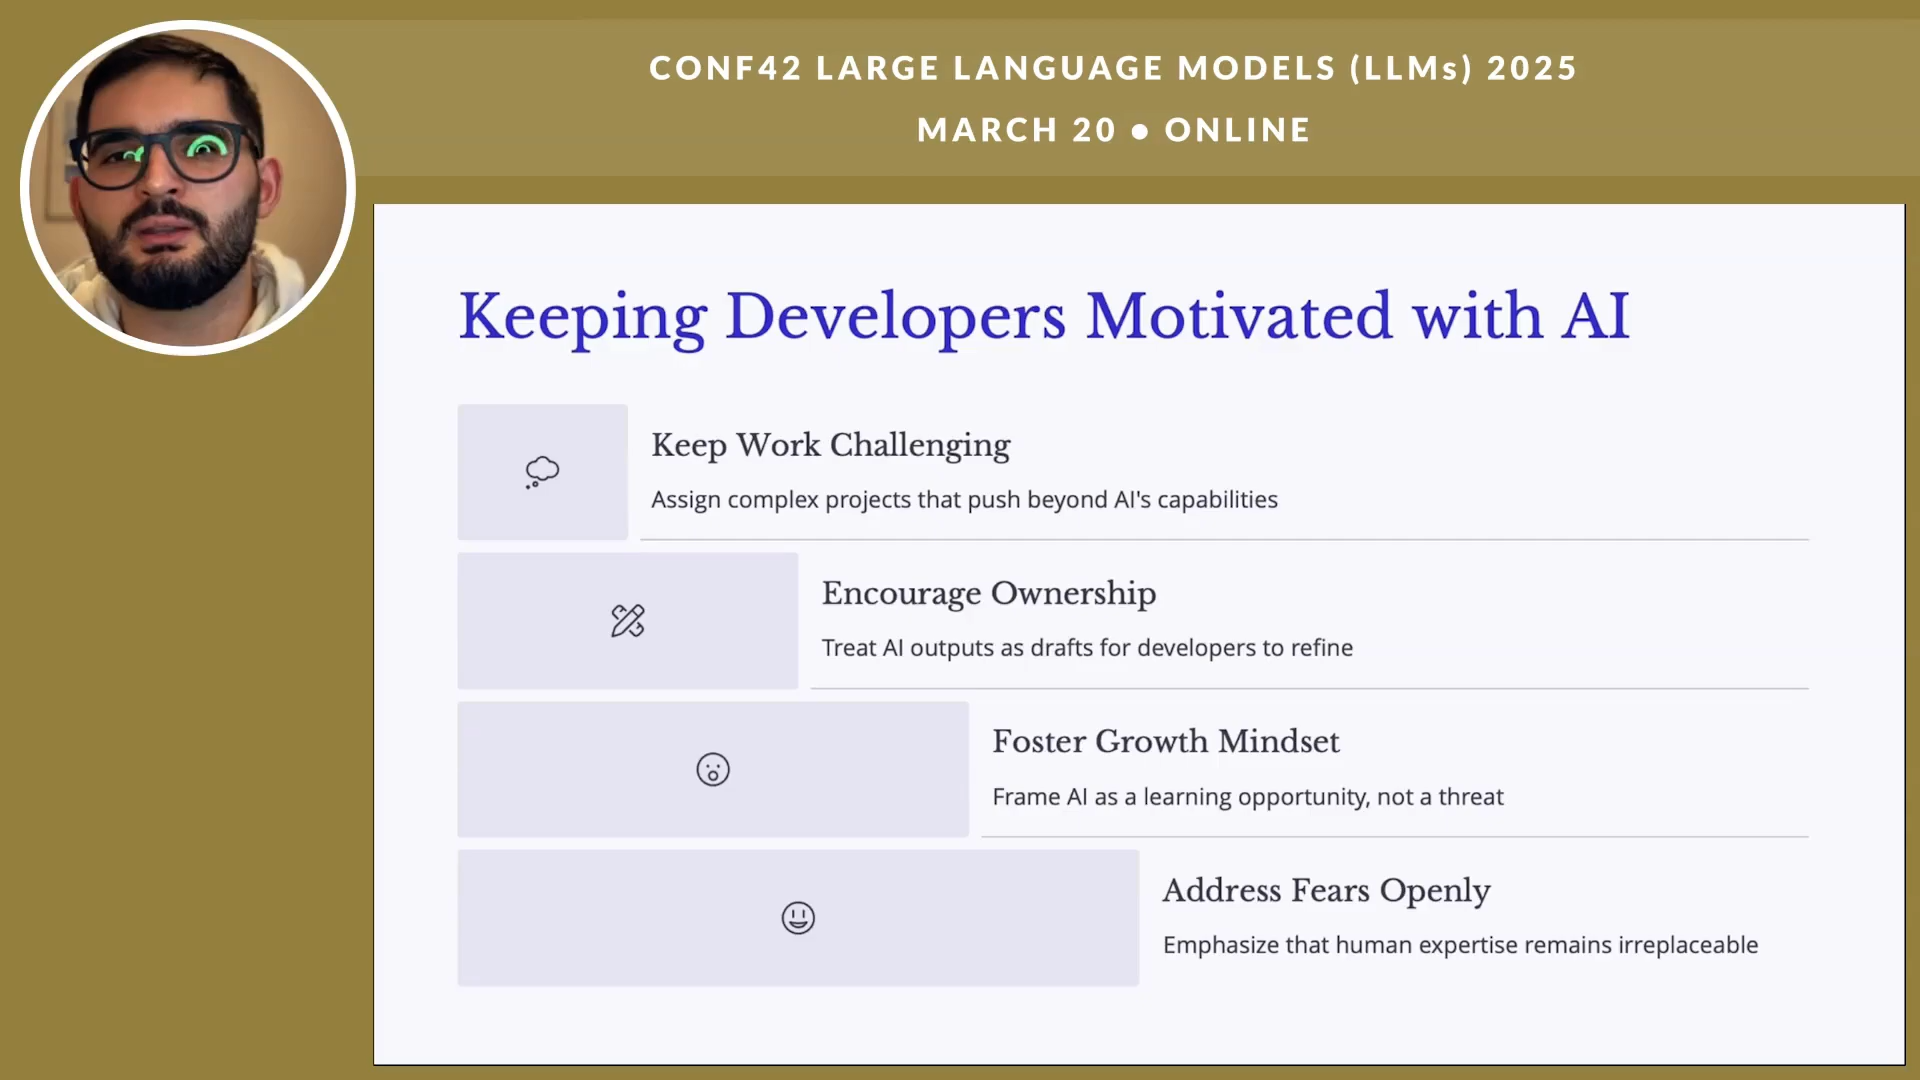 CONF42 LARGE LANGUAGE MODELS (LLMs) 2025
MARCH 20 • ONLINE
Keeping Developers Motivated with AI
Keep Work Challenging
Assign complex projects that push beyond AI's capabilities
Encourage Ownership
Treat AI outputs as drafts for developers to refine
Foster Growth Mindset
Frame AI as a learning opportunity, not a threat
Address Fears Openly
Emphasize that human expertise remains irreplaceable